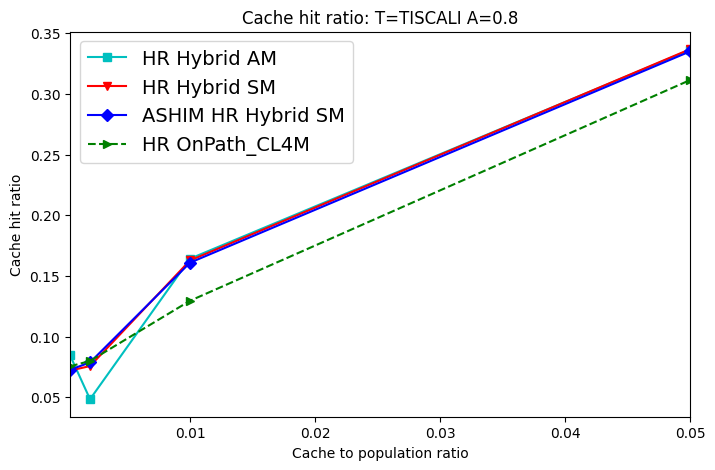 Cache hit ratio: T=TISCALI A=0.8
0.35
0.30
0.25
0.20
0.15
0.10
0.05
Cache hit ratio
HR Hybrid AM
HR Hybrid SM
ASHIM HR Hybrid SM
HR OnPath_CL4M
0.01
0.02
0.03
0.04
0.05
Cache to population ratio